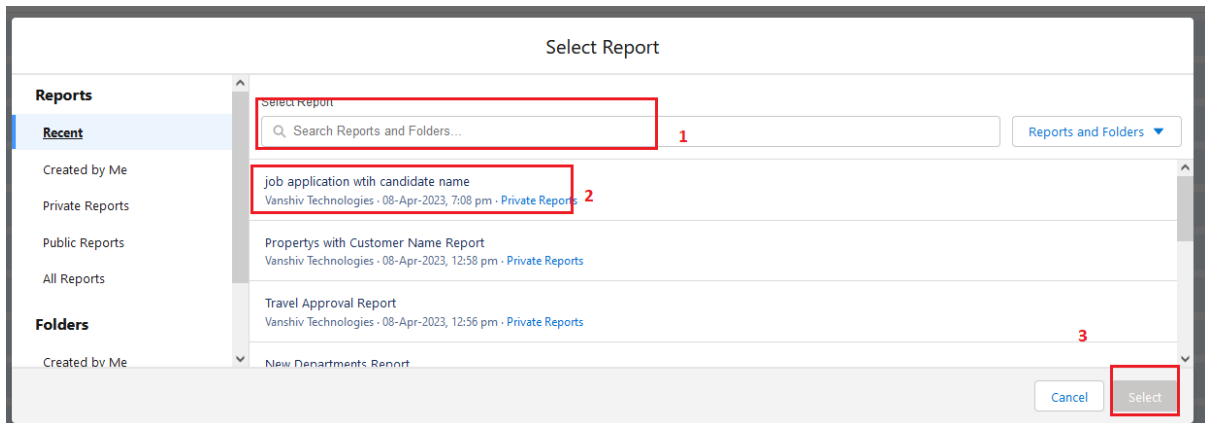 Select Report
Reports
Recent
Created by Me
Private Reports
Public Reports
All Reports
Folders
Created by Me
Select Report
Search Reports and Folders...
1
Reports and Folders
job application wtih candidate name
Vanshiv Technologies · 08-Apr-2023, 7:08 pm · Private Reports
2
Propertys with Customer Name Report
Vanshiv Technologies · 08-Apr-2023, 12:58 pm · Private Reports
Travel Approval Report
Vanshiv Technologies · 08-Apr-2023, 12:56 pm · Private Reports
3
New Departments Report
Cancel
Select